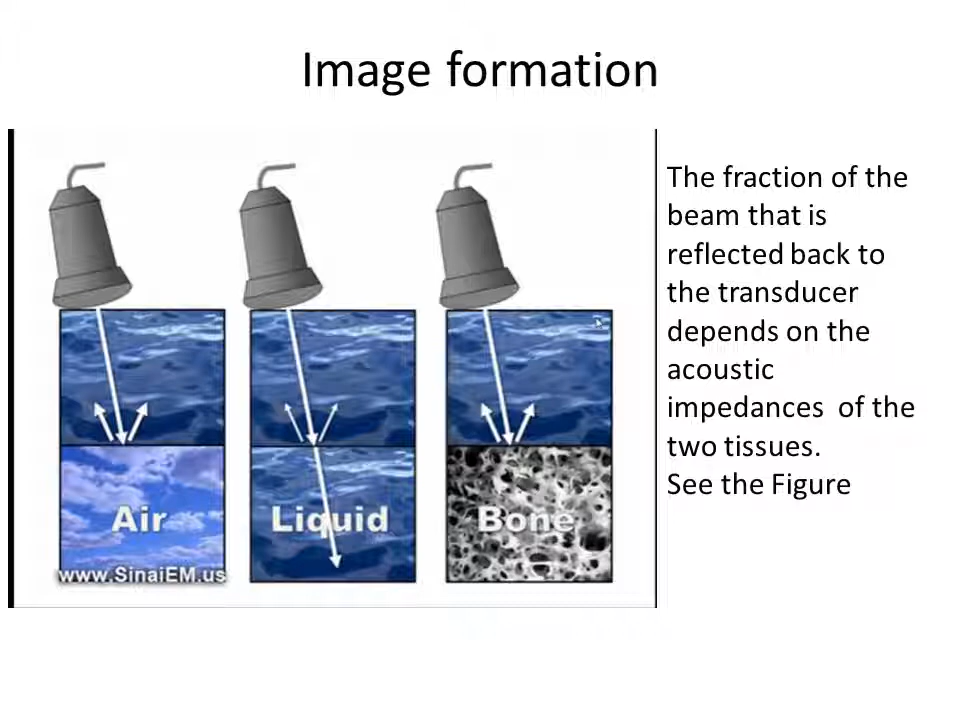 Image formation
The fraction of the
beam that is
reflected back to
the transducer
depends on the
acoustic
impedances of the
two tissues.
See the Figure
Air
Liquid
Bone
www.SinaiEM.us